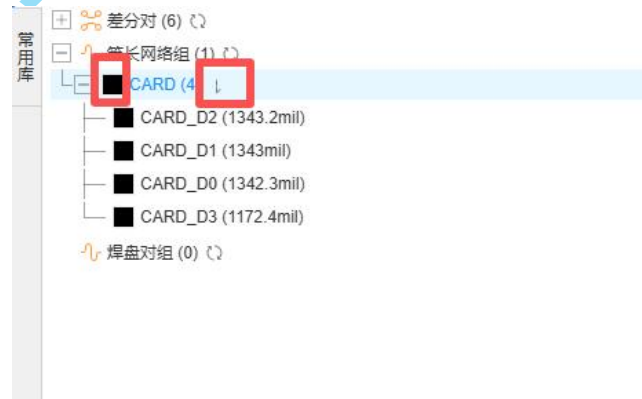 常用库
差分对 (6)
等长网络组 (1)
CARD (4
CARD_D2 (1343.2mil)
CARD_D1 (1343mil)
CARD_D0 (1342.3mil)
CARD_D3 (1172.4mil)
焊盘对组 (0)